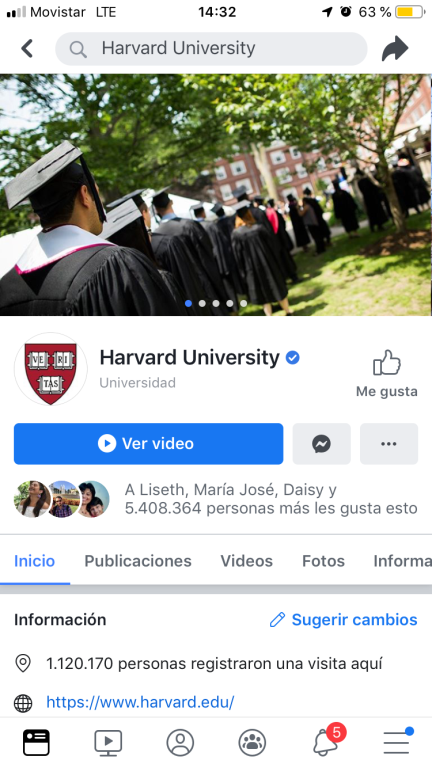 Movistar LTE 14:32 63 %
Harvard University
Harvard University
Universidad
VE RI
TAS
Me gusta
Ver video
A Liseth, María José, Daisy y
5.408.364 personas más les gusta esto
Inicio Publicaciones Videos Fotos Informa
Información Sugerir cambios
1.120.170 personas registraron una visita aquí
https://www.harvard.edu/
5